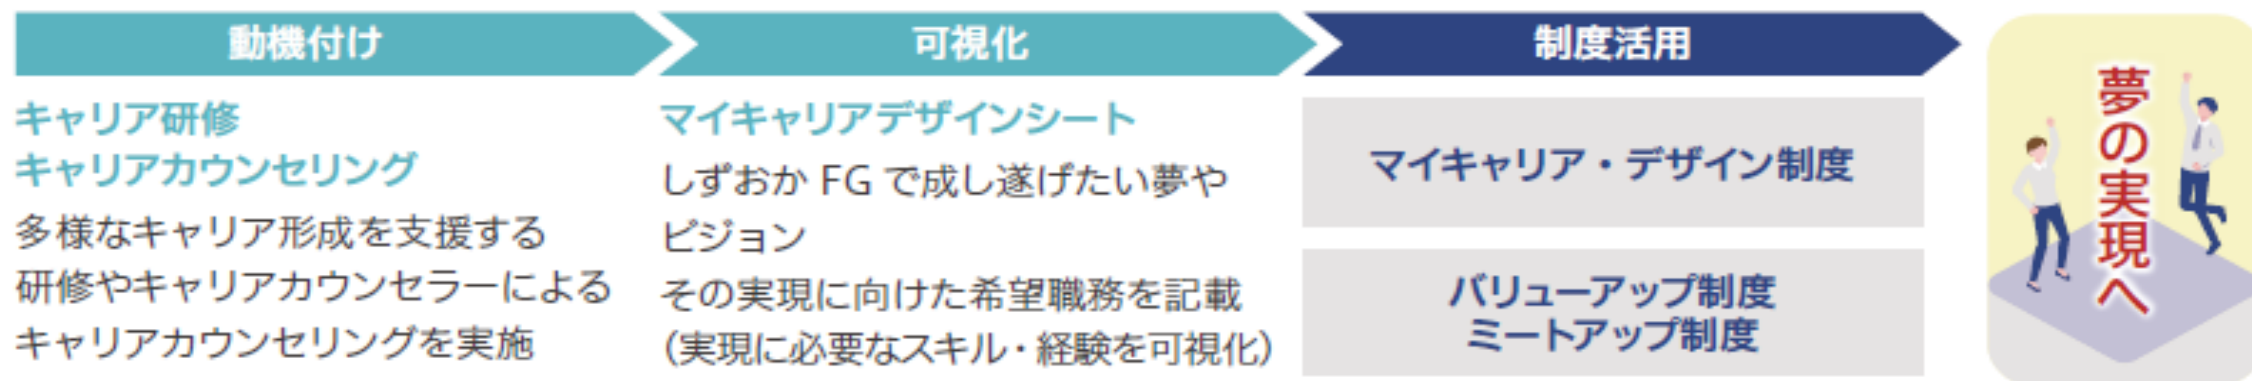 動機付け
キャリア研修
キャリアカウンセリング
多様なキャリア形成を支援する
研修やキャリアカウンセラーによる
キャリアカウンセリングを実施
可視化
マイキャリアデザインシート
しずおか FG で成し遂げたい夢や
ビジョン
その実現に向けた希望職務を記載
（実現に必要なスキル・経験を可視化）
制度活用
マイキャリア・デザイン制度
バリューアップ制度
ミートアップ制度
夢の実現へ